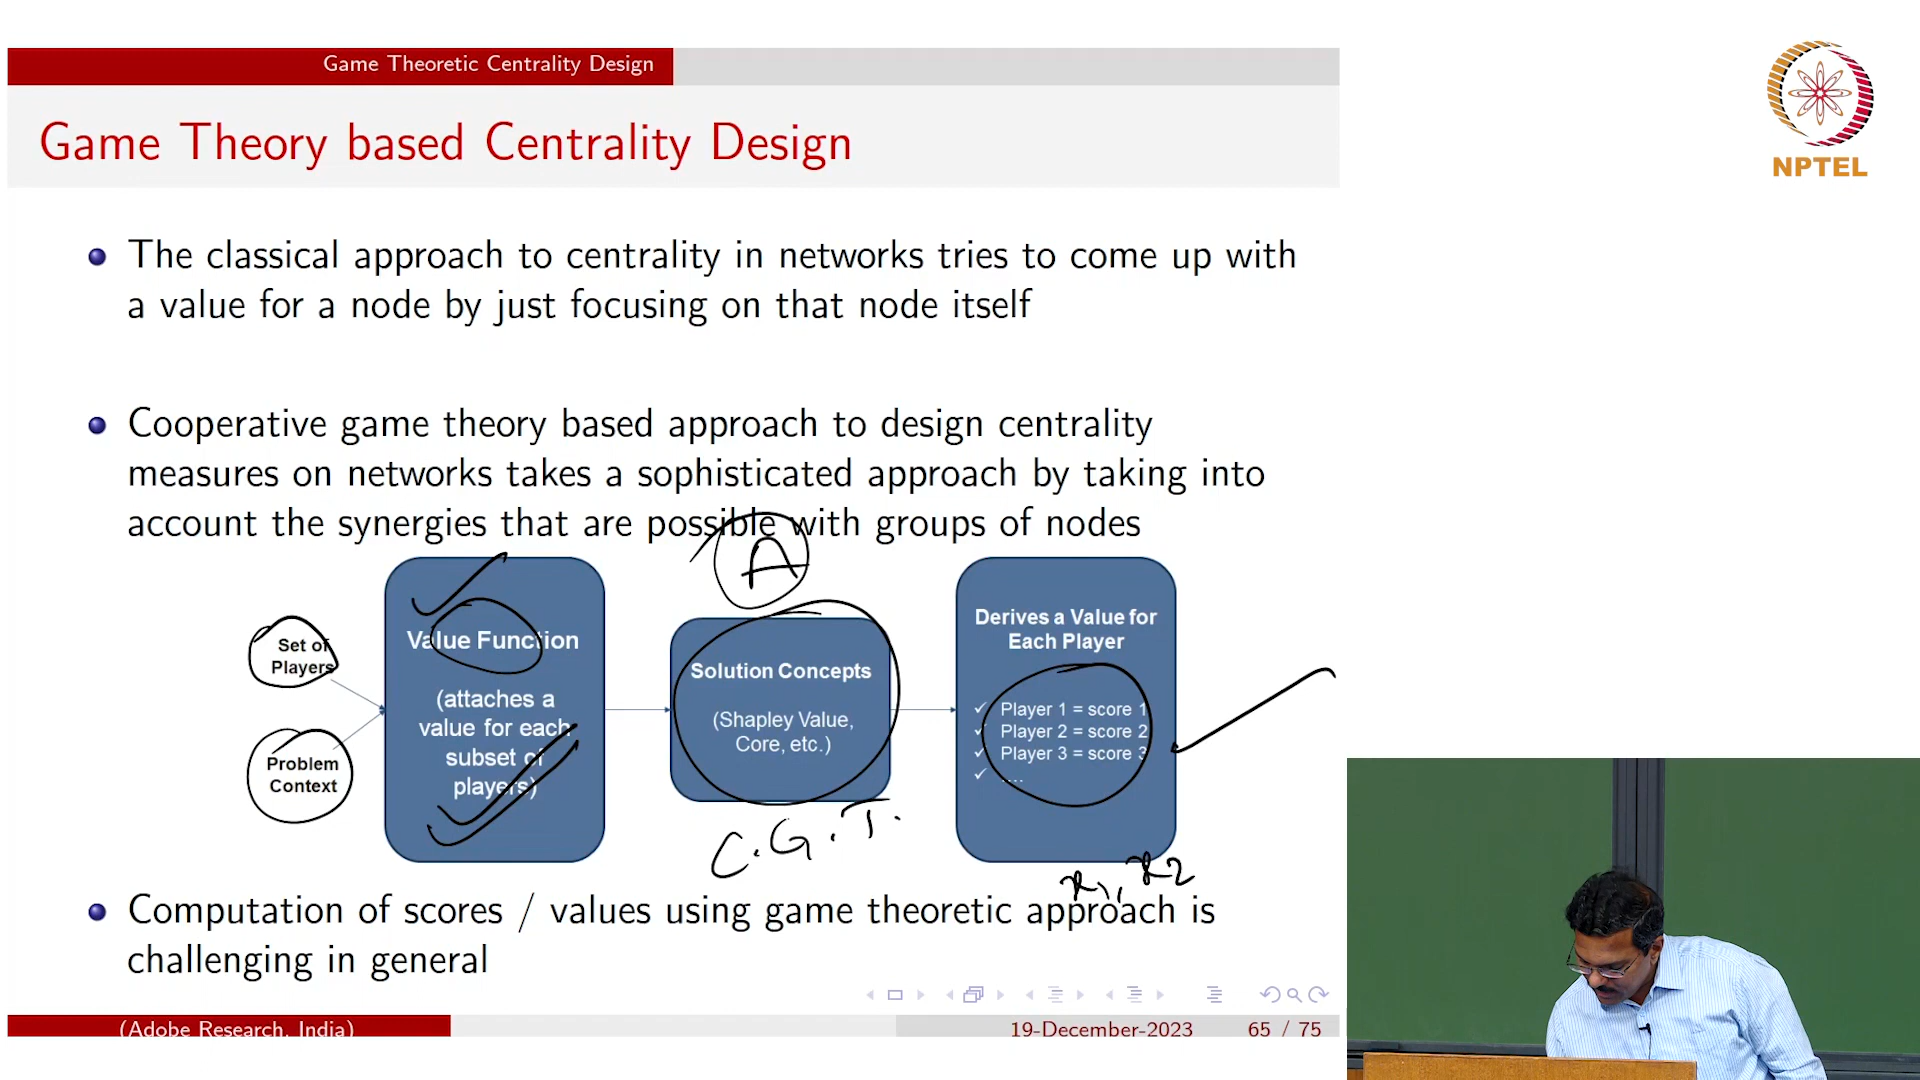 Game Theoretic Centrality Design
Game Theory based Centrality Design
NPTEL
The classical approach to centrality in networks tries to come up with
a value for a node by just focusing on that node itself
Cooperative game theory based approach to design centrality
measures on networks takes a sophisticated approach by taking into
account the synergies that are possible with groups of nodes
A
Set of
Players
Problem
Context
Value Function
(attaches a
value for each
subset of
players)
Solution Concepts
(Shapley Value,
Core, etc.)
C.G.T.
Derives a Value for
Each Player
✓ Player 1 = score 1
✓ Player 2 = score 2
✓ Player 3 = score 3
✓ ....
x1, x2
Computation of scores / values using game theoretic approach is
challenging in general
(Adobe Research, India)
19-December-2023
65 / 75